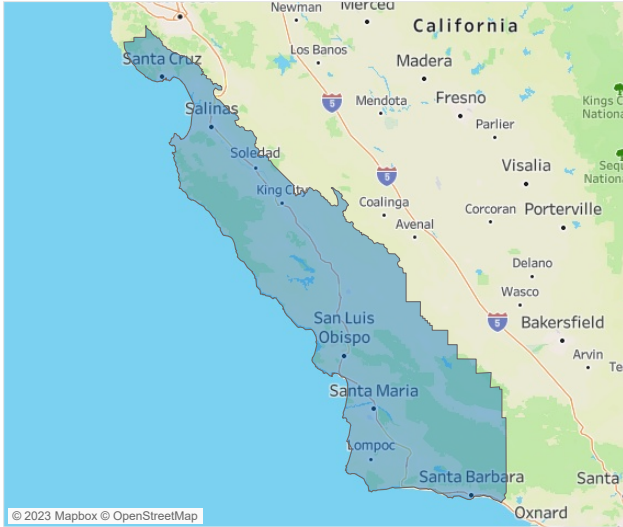 Newman
Merced
California
Santa Cruz
Los Banos
Madera
Salinas
5
Mendota
Fresno
Kings C
Nationa
Parlier
Soledad
5
Visalia
Sequ
Nationa
King City
Coalinga
Corcoran
Porterville
Avenal
Delano
Wasco
San Luis
Obispo
5
Bakersfield
Arvin
Te
Santa Maria
Lompoc
Santa Barbara
Santa
Oxnard
© 2023 Mapbox © OpenStreetMap